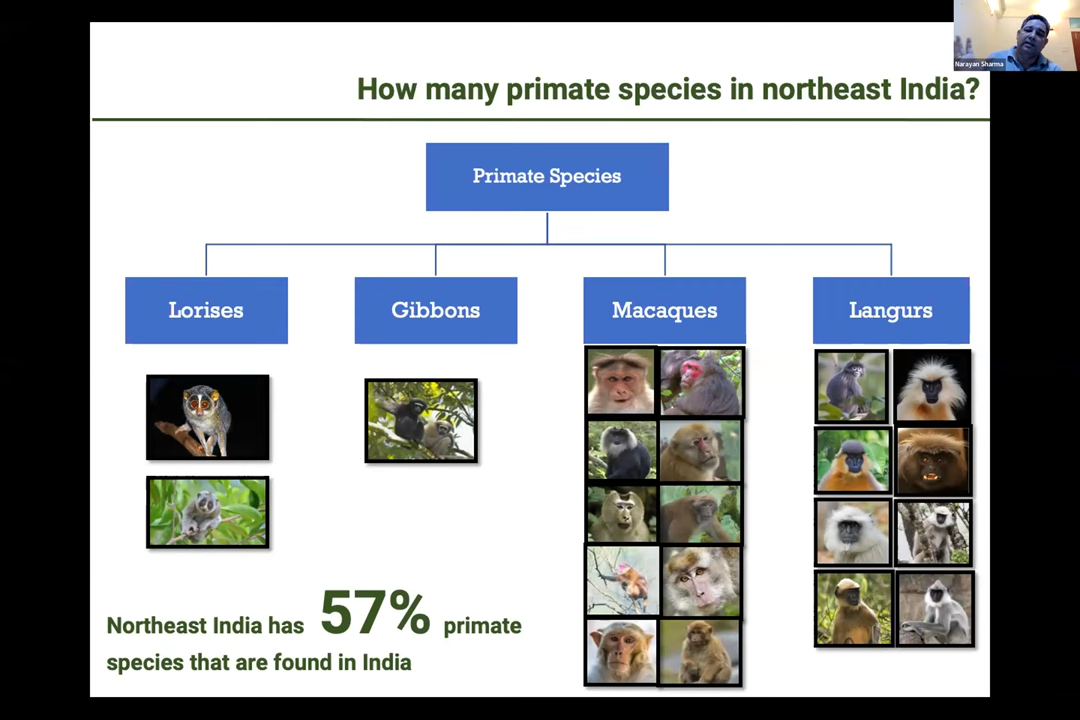 Narayan Sharma
How many primate species in northeast India?
Primate Species
Lorises
Gibbons
Macaques
Langurs
Northeast India has 57% primate
species that are found in India